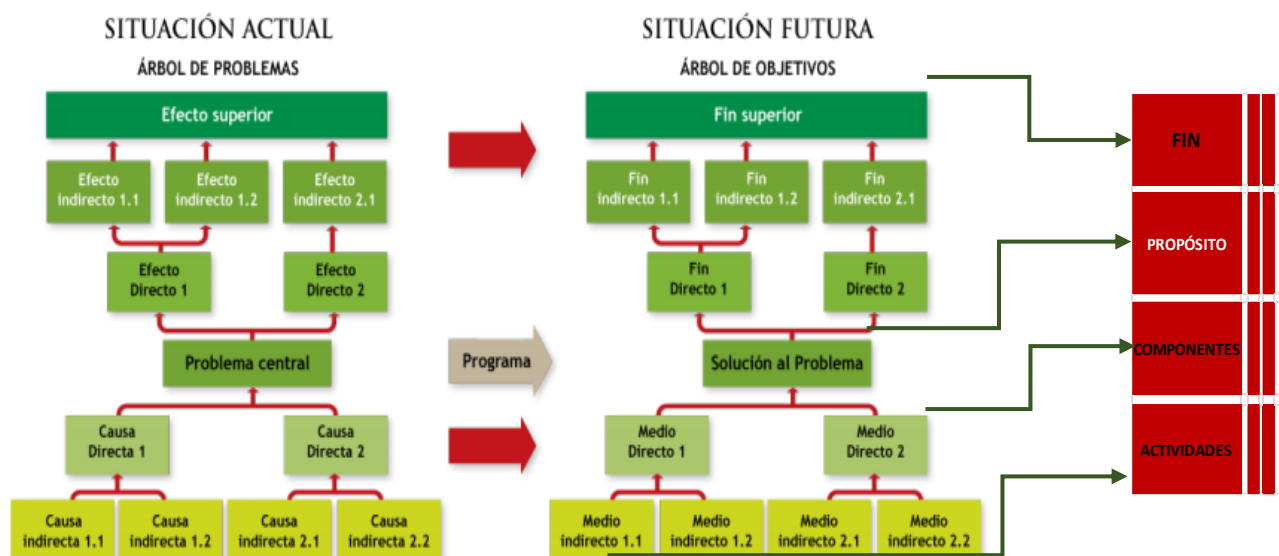 SITUACIÓN ACTUAL
ÁRBOL DE PROBLEMAS
Efecto superior
Efecto
indirecto 1.1
Efecto
indirecto 1.2
Efecto
indirecto 2.1
Efecto
Directo 1
Efecto
Directo 2
Problema central
Causa
Directa 1
Causa
Directa 2
Causa
indirecta 1.1
Causa
indirecta 1.2
Causa
indirecta 2.1
Causa
indirecta 2.2
Programa
SITUACIÓN FUTURA
ÁRBOL DE OBJETIVOS
Fin superior
Fin
indirecto 1.1
Fin
indirecto 1.2
Fin
indirecto 2.1
Fin
Directo 1
Fin
Directo 2
Solución al Problema
Medio
Directo 1
Medio
Directo 2
Medio
indirecto 1.1
Medio
indirecto 1.2
Medio
indirecto 2.1
Medio
indirecto 2.2
FIN
PROPÓSITO
COMPONENTES
ACTIVIDADES